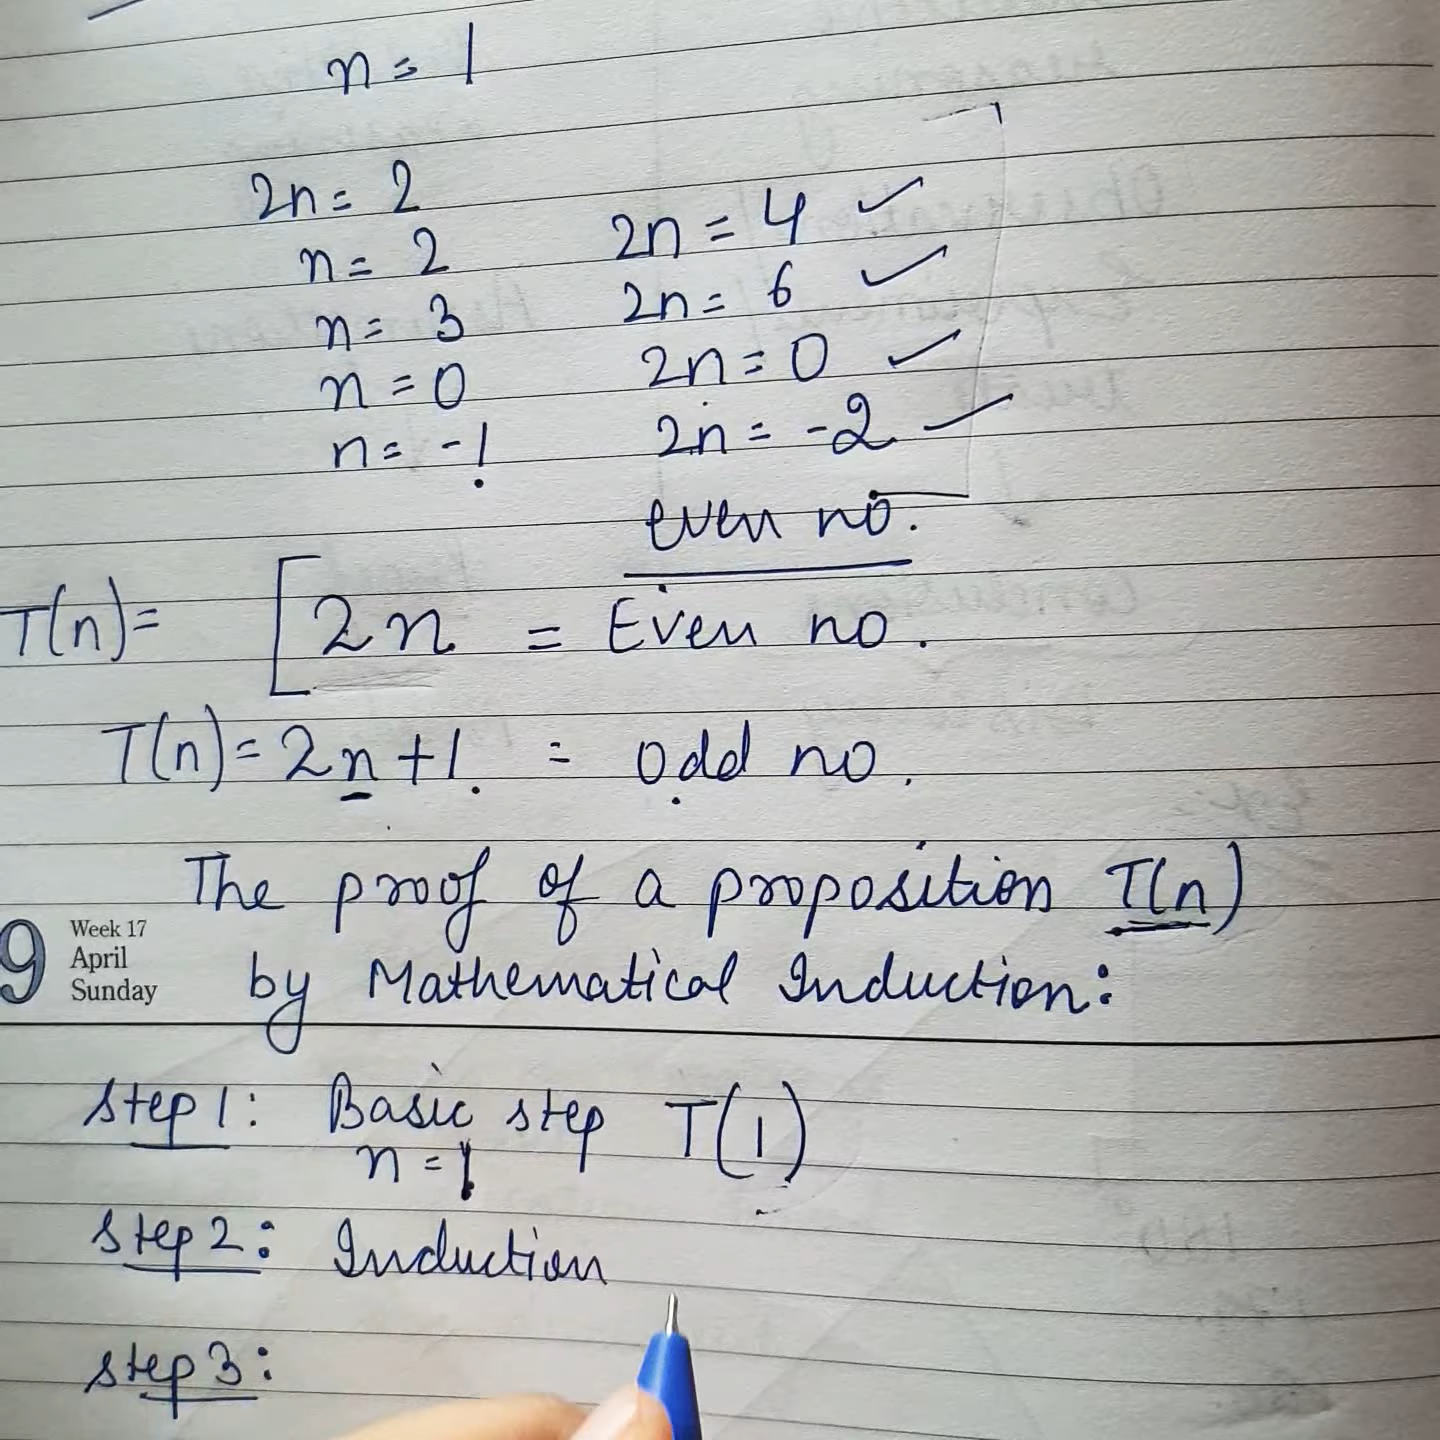 n = 1
2n = 2
n = 2 2n = 4 ✓
n = 3 2n = 6 ✓
n = 0 2n = 0 ✓
n = -1 2n = -2 ✓
even no.
T(n) = [2n = Even no.
T(n) = 2n+1 = odd no.
The proof of a proposition T(n)
9 Week 17
April
Sunday
by Mathematical Induction:
Step 1: Basic step T(1)
n = 1
Step 2: Induction
Step 3: